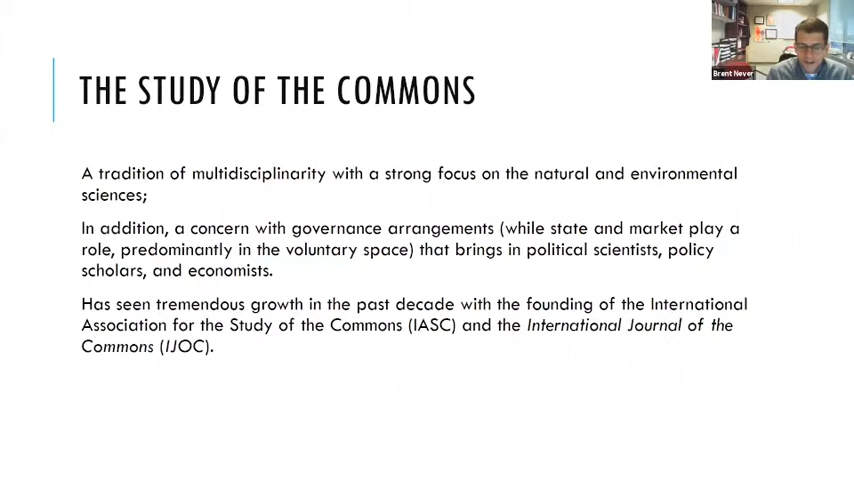 THE STUDY OF THE COMMONS
Brent Never
A tradition of multidisciplinarity with a strong focus on the natural and environmental
sciences;
In addition, a concern with governance arrangements (while state and market play a
role, predominantly in the voluntary space) that brings in political scientists, policy
scholars, and economists.
Has seen tremendous growth in the past decade with the founding of the International
Association for the Study of the Commons (IASC) and the International Journal of the
Commons (IJOC).